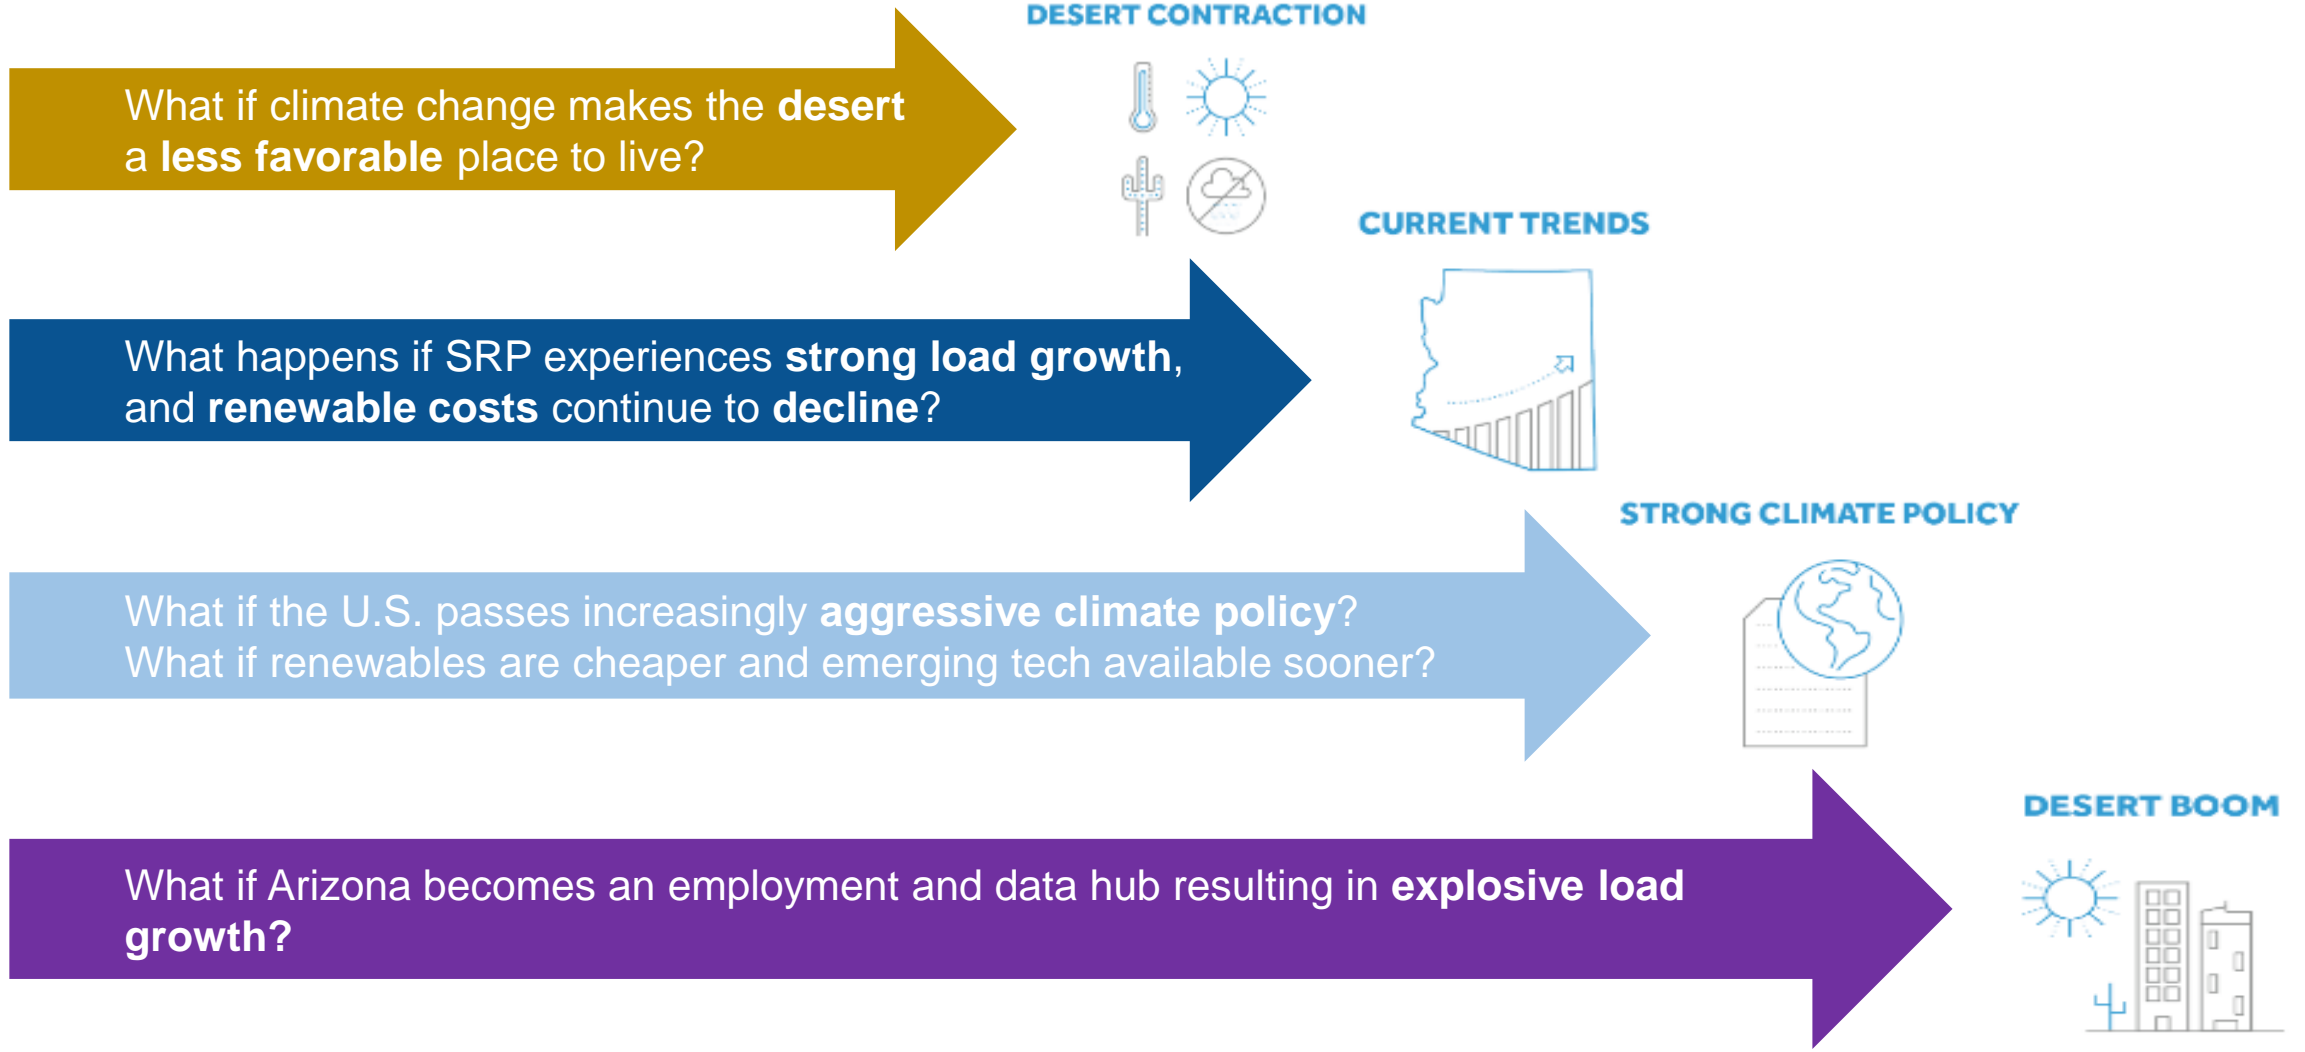 DESERT CONTRACTION
What if climate change makes the desert
a less favorable place to live?
CURRENT TRENDS
What happens if SRP experiences strong load growth,
and renewable costs continue to decline?
STRONG CLIMATE POLICY
What if the U.S. passes increasingly aggressive climate policy?
What if renewables are cheaper and emerging tech available sooner?
DESERT BOOM
What if Arizona becomes an employment and data hub resulting in explosive load
growth?